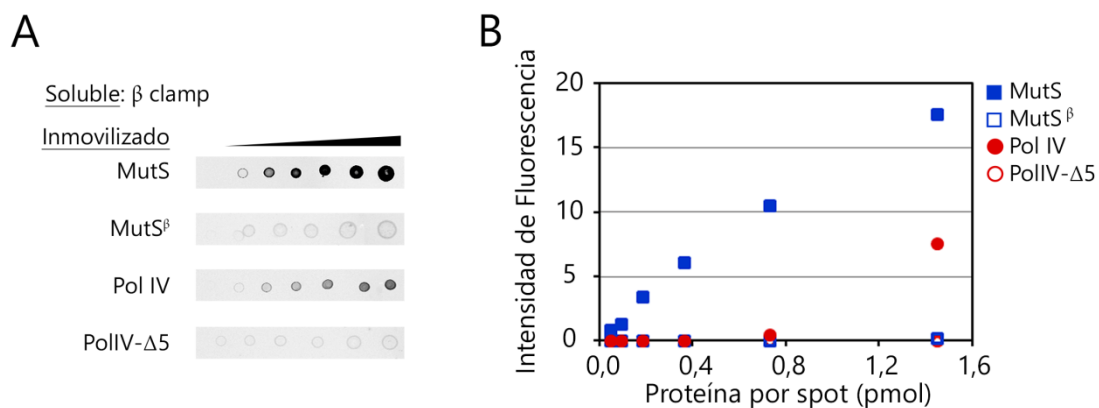 A
Soluble: β clamp
Inmovilizado
MutS
MutSᵝ
Pol IV
PolIV-Δ5
B
Intensidad de Fluorescencia
20
15
10
5
0
0,0
0,4
0,8
1,2
1,6
Proteína por spot (pmol)
MutS
MutSᵝ
Pol IV
PolIV-Δ5